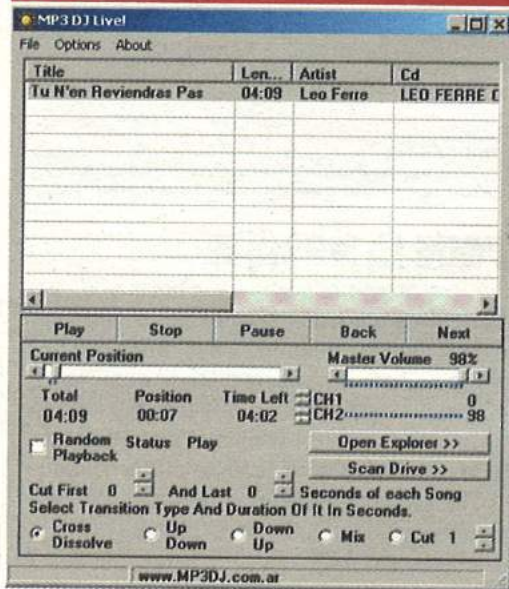 MP3 DJ Live!
File Options About
Title Len... Artist Cd
Tu N'en Reviendras Pas 04:09 Leo Ferre LEO FERRE C
Play Stop Pause Back Next
Current Position Master Volume 98%
Total Position Time Left CH1 0
04:09 00:07 04:02 CH2 98
Random Playback Status Play Open Explorer >>
Scan Drive >>
Cut First 0 And Last 0 Seconds of each Song
Select Transition Type And Duration Of It In Seconds.
Cross Dissolve Up Down Down Up Mix Cut 1
www.MP3DJ.com.ar